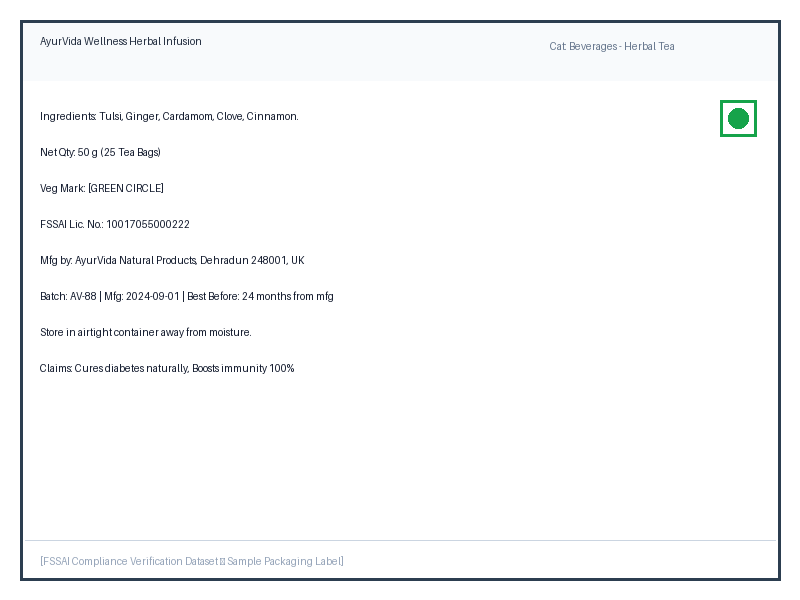 AyurVida Wellness Herbal Infusion
Cat: Beverages - Herbal Tea
Ingredients: Tulsi, Ginger, Cardamom, Clove, Cinnamon.
Net Qty: 50 g (25 Tea Bags)
Veg Mark: [GREEN CIRCLE]
FSSAI Lic. No.: 10017055000222
Mfg by: AyurVida Natural Products, Dehradun 248001, UK
Batch: AV-88 | Mfg: 2024-09-01 | Best Before: 24 months from mfg
Store in airtight container away from moisture.
Claims: Cures diabetes naturally, Boosts immunity 100%
[FSSAI Compliance Verification Dataset Sample Packaging Label]